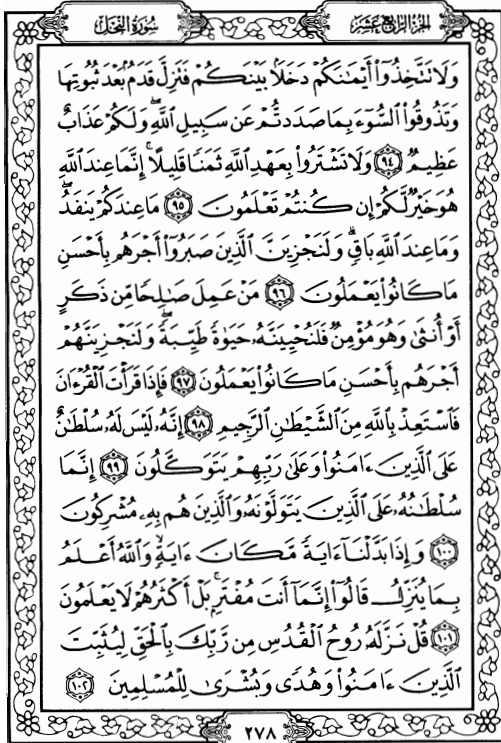 سورة النحل
الجزء الرابع عشر
وَلَا تَتَّخِذُوٓا۟ أَيْمَٰنَكُمْ دَخَلًۢا بَيْنَكُمْ فَتَزِلَّ قَدَمٌۢ بَعْدَ ثُبُوتِهَا
وَتَذُوقُوا۟ ٱلسُّوٓءَ بِمَا صَدَدتُّمْ عَن سَبِيلِ ٱللَّهِ ۖ وَلَكُمْ عَذَابٌ
عَظِيمٌ ٩٤ وَلَا تَشْتَرُوا۟ بِعَهْدِ ٱللَّهِ ثَمَنًا قَلِيلًا ۚ إِنَّمَا عِندَ ٱللَّهِ
هُوَ خَيْرٌ لَّكُمْ إِن كُنتُمْ تَعْلَمُونَ ٩٥ مَا عِندَكُمْ يَنفَدُ ۖ
وَمَا عِندَ ٱللَّهِ بَاقٍ ۗ وَلَنَجْزِيَنَّ ٱلَّذِينَ صَبَرُوٓا۟ أَجْرَهُم بِأَحْسَنِ
مَا كَانُوا۟ يَعْمَلُونَ ٩٦ مَنْ عَمِلَ صَٰلِحًا مِّن ذَكَرٍ
أَوْ أُنثَىٰ وَهُوَ مُؤْمِنٌ فَلَنُحْيِيَنَّهُۥ حَيَوٰةً طَيِّبَةً ۖ وَلَنَجْزِيَنَّهُمْ
أَجْرَهُم بِأَحْسَنِ مَا كَانُوا۟ يَعْمَلُونَ ٩٧ فَإِذَا قَرَأْتَ ٱلْقُرْءَانَ
فَٱسْتَعِذْ بِٱللَّهِ مِنَ ٱلشَّيْطَٰنِ ٱلرَّجِيمِ ٩٨ إِنَّهُۥ لَيْسَ لَهُۥ سُلْطَٰنٌ
عَلَى ٱلَّذِينَ ءَامَنُوا۟ وَعَلَىٰ رَبِّهِمْ يَتَوَكَّلُونَ ٩٩ إِنَّمَا
سُلْطَٰنُهُۥ عَلَى ٱلَّذِينَ يَتَوَلَّوْنَهُۥ وَٱلَّذِينَ هُم بِهِۦ مُشْرِكُونَ
١٠٠ وَإِذَا بَدَّلْنَآ ءَايَةً مَّكَانَ ءَايَةٍ ۙ وَٱللَّهُ أَعْلَمُ
بِمَا يُنَزِّلُ قَالُوٓا۟ إِنَّمَآ أَنتَ مُفْتَرٍۭ ۚ بَلْ أَكْثَرُهُمْ لَا يَعْلَمُونَ
١٠١ قُلْ نَزَّلَهُۥ رُوحُ ٱلْقُدُسِ مِن رَّبِّكَ بِٱلْحَقِّ لِيُثَبِّتَ
ٱلَّذِينَ ءَامَنُوا۟ وَهُدًى وَبُشْرَىٰ لِلْمُسْلِمِينَ ١٠٢
٢٧٨